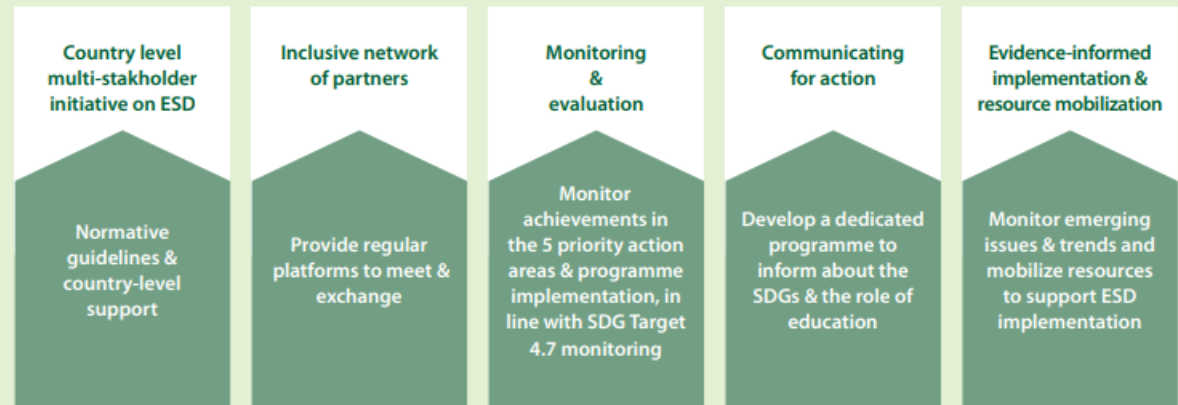 Country level
multi-stakholder
initiative on ESD
Normative
guidelines &
country-level
support
Inclusive network
of partners
Provide regular
platforms to meet &
exchange
Monitoring
&
evaluation
Monitor
achievements in
the 5 priority action
areas & programme
implementation, in
line with SDG Target
4.7 monitoring
Communicating
for action
Develop a dedicated
programme to
inform about the
SDGs & the role of
education
Evidence-informed
implementation &
resource mobilization
Monitor emerging
issues & trends and
mobilize resources
to support ESD
implementation